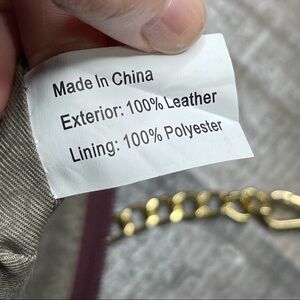 Made In China
Exterior: 100% Leather
Lining: 100% Polyester